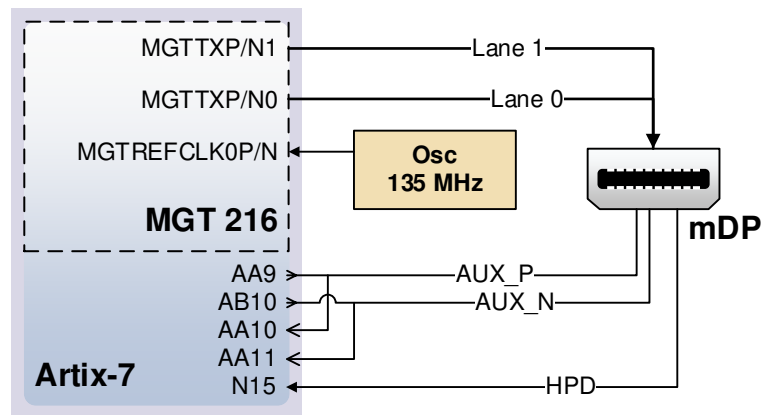 MGTTXP/N1
Lane 1
MGTTXP/N0
Lane 0
MGTREFCLK0P/N
Osc
135 MHz
MGT 216
mDP
AA9
AUX_P
AB10
AUX_N
AA10
AA11
Artix-7
N15
HPD